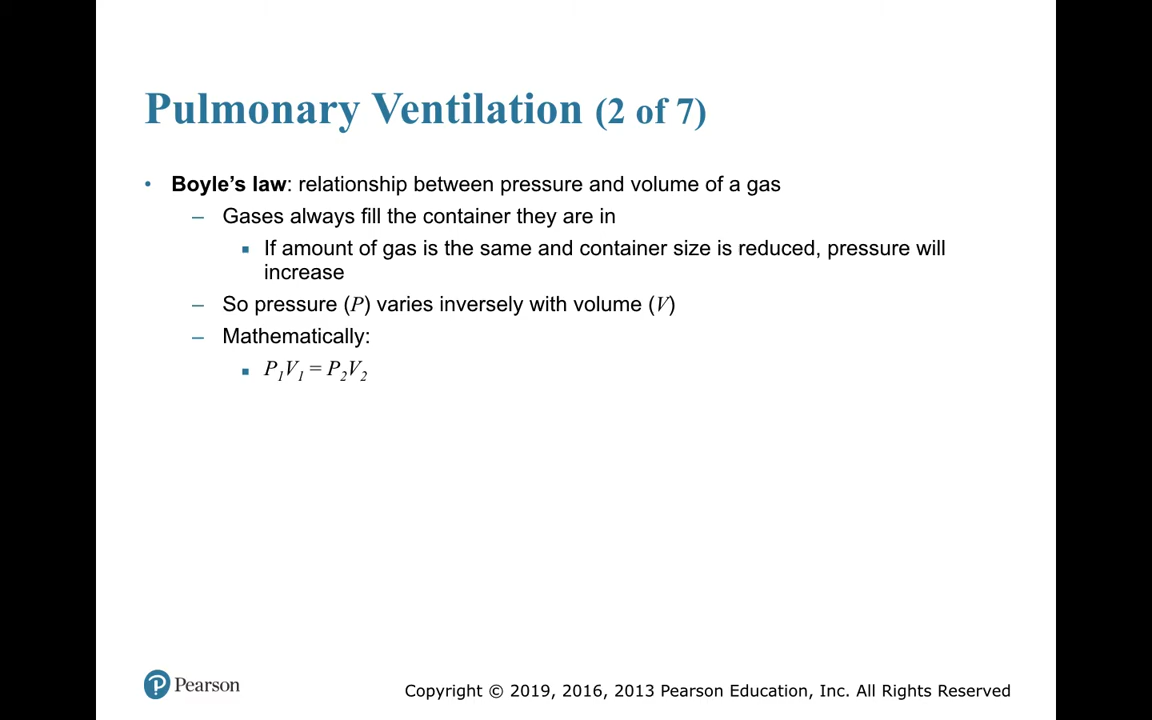 Pulmonary Ventilation (2 of 7)
• Boyle's law: relationship between pressure and volume of a gas
– Gases always fill the container they are in
▪ If amount of gas is the same and container size is reduced, pressure will
increase
– So pressure (P) varies inversely with volume (V)
– Mathematically:
▪ P₁V₁ = P₂V₂
Pearson
Copyright © 2019, 2016, 2013 Pearson Education, Inc. All Rights Reserved